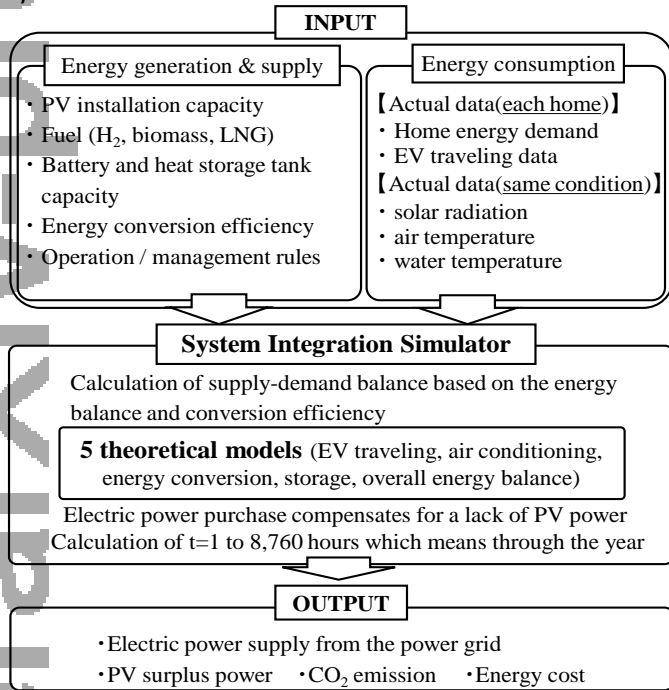 INPUT
Energy generation & supply
・PV installation capacity
・Fuel (H₂, biomass, LNG)
・Battery and heat storage tank
capacity
・Energy conversion efficiency
・Operation / management rules
Energy consumption
【Actual data(each home)】
・Home energy demand
・EV traveling data
【Actual data(same condition)】
・solar radiation
・air temperature
・water temperature
System Integration Simulator
Calculation of supply-demand balance based on the energy
balance and conversion efficiency
5 theoretical models (EV traveling, air conditioning,
energy conversion, storage, overall energy balance)
Electric power purchase compensates for a lack of PV power
Calculation of t=1 to 8,760 hours which means through the year
OUTPUT
・Electric power supply from the power grid
・PV surplus power ・CO₂ emission ・Energy cost